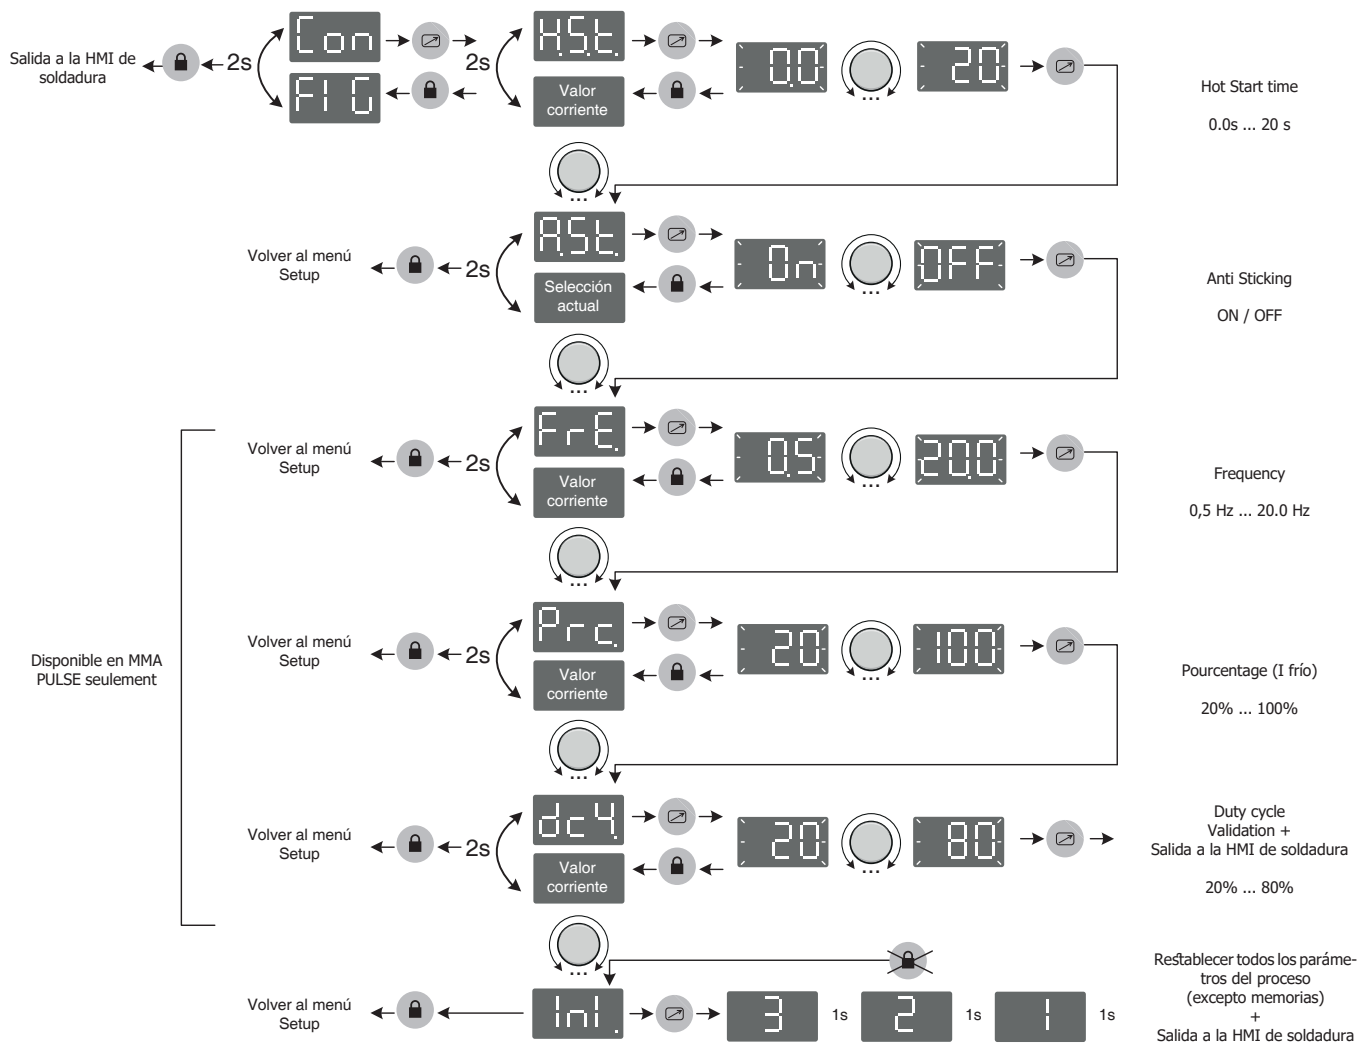 Salida a la HMI de
soldadura
2s
Con
FIG
2s
H.S.t.
Valor
corriente
0.0
...
20
Hot Start time
0.0s ... 20 s
...
Volver al menú
Setup
2s
A.St.
Selección
actual
On
...
OFF
Anti Sticking
ON / OFF
...
Disponible en MMA
PULSE seulement
Volver al menú
Setup
2s
FrE.
Valor
corriente
0.5
...
20.0
Frequency
0,5 Hz ... 20.0 Hz
...
Volver al menú
Setup
2s
Prc.
Valor
corriente
20
...
100
Pourcentage (I frío)
20% ... 100%
...
Volver al menú
Setup
2s
dcY.
Valor
corriente
20
...
80
Duty cycle
Validation +
Salida a la HMI de soldadura
20% ... 80%
...
Volver al menú
Setup
InI.
3
1s
2
1s
1
1s
Restablecer todos los paráme-
tros del proceso
(excepto memorias)
+
Salida a la HMI de soldadura